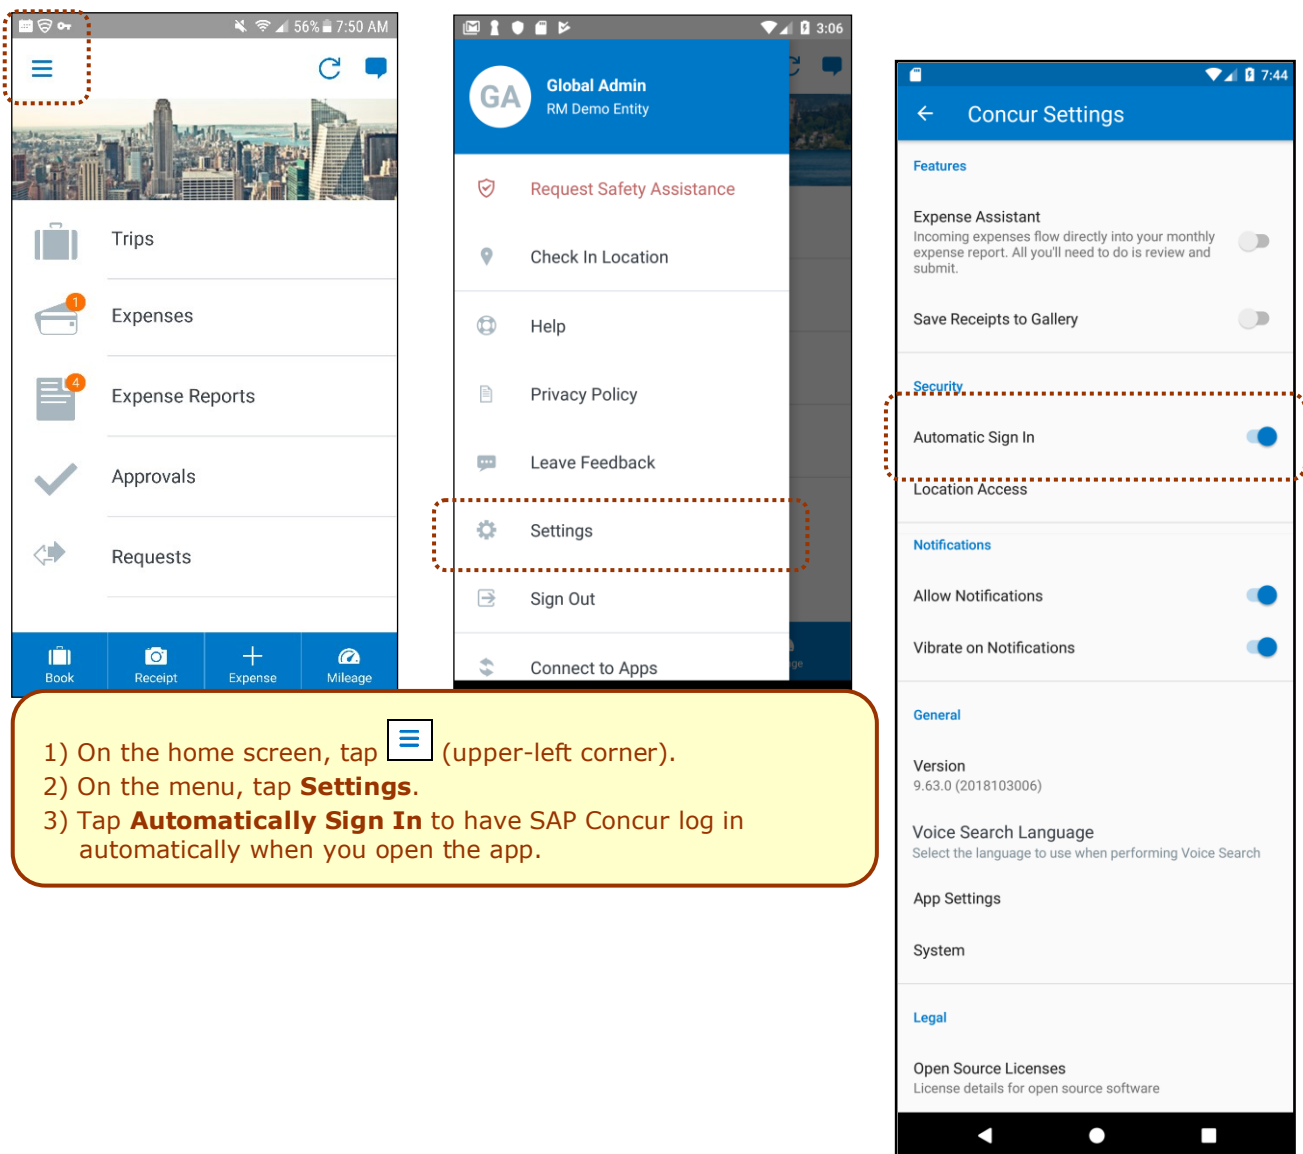 56% 7:50 AM
Trips
1
Expenses
4
Expense Reports
Approvals
Requests
Book
Receipt
Expense
Mileage
3:06
GA
Global Admin
RM Demo Entity
Request Safety Assistance
Check In Location
Help
Privacy Policy
Leave Feedback
Settings
Sign Out
Connect to Apps
ge
7:44
Concur Settings
Features
Expense Assistant
Incoming expenses flow directly into your monthly
expense report. All you'll need to do is review and
submit.
Save Receipts to Gallery
Security
Automatic Sign In
Location Access
Notifications
Allow Notifications
Vibrate on Notifications
General
Version
9.63.0 (2018103006)
Voice Search Language
Select the language to use when performing Voice Search
App Settings
System
Legal
Open Source Licenses
License details for open source software
1) On the home screen, tap (upper-left corner).
2) On the menu, tap Settings.
3) Tap Automatically Sign In to have SAP Concur log in
automatically when you open the app.